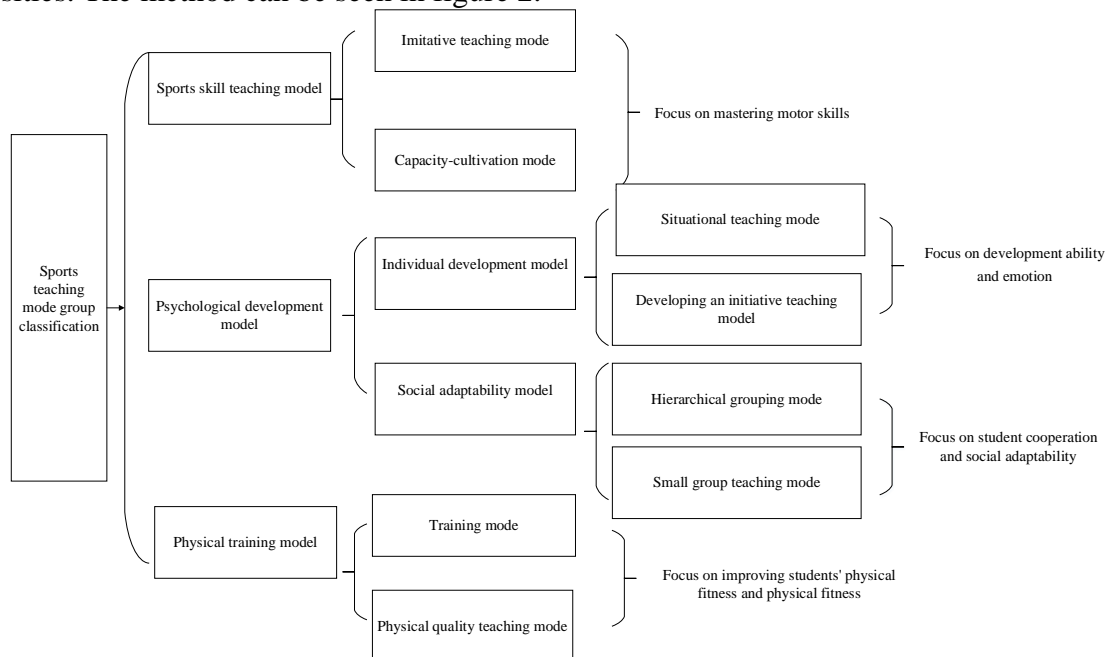 sities. The method can be seen in figure 2.
Imitative teaching mode
Sports skill teaching model
Focus on mastering motor skills
Capacity-cultivation mode
Situational teaching mode
Individual development model
Focus on development ability
and emotion
Sports
teaching
mode group
classification
Psychological development
model
Developing an initiative teaching
model
Social adaptability model
Hierarchical grouping mode
Focus on student cooperation
and social adaptability
Small group teaching mode
Training mode
Physical training model
Focus on improving students' physical
fitness and physical fitness
Physical quality teaching mode